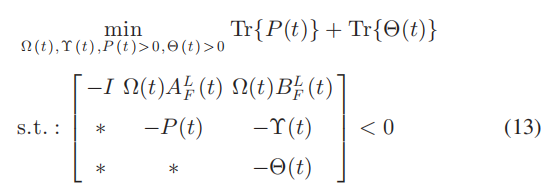 min Tr{P(t)} + Tr{Θ(t)}
Ω(t),Υ(t),P(t)>0,Θ(t)>0
−I Ω(t)A_F^L(t) Ω(t)B_F^L(t)
s.t. : ∗ −P(t) −Υ(t) < 0 (13)
∗ ∗ −Θ(t)